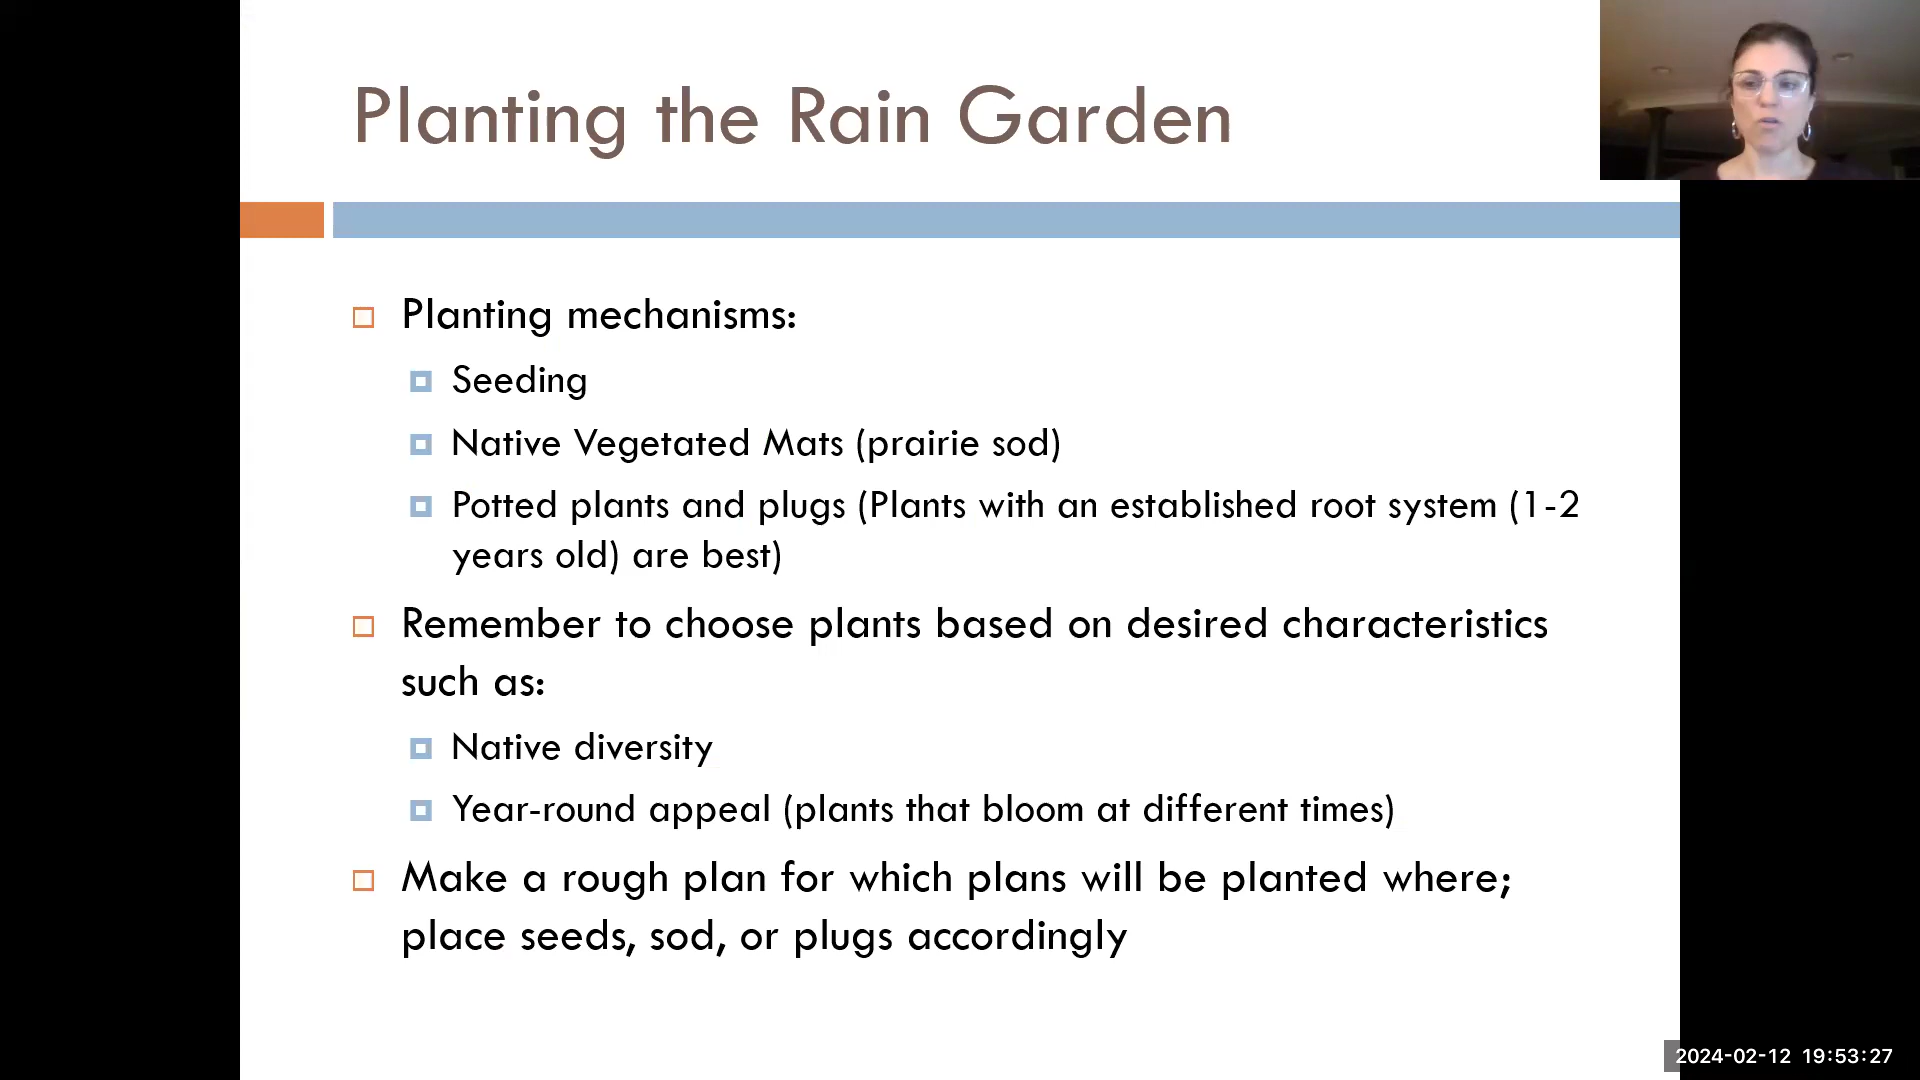 Planting the Rain Garden
Planting mechanisms:
Seeding
Native Vegetated Mats (prairie sod)
Potted plants and plugs (Plants with an established root system (1-2
years old) are best)
Remember to choose plants based on desired characteristics
such as:
Native diversity
Year-round appeal (plants that bloom at different times)
Make a rough plan for which plans will be planted where;
place seeds, sod, or plugs accordingly
2024-02-12 19:53:27